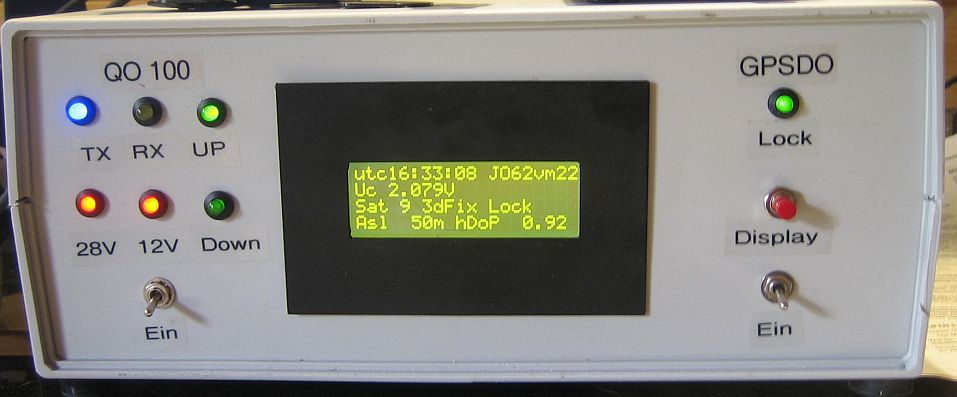 QO 100
TX RX UP
28V 12V Down
Ein
utc16:33:08 JO62vm22
Uc 2.079V
Sat 9 3dFix Lock
Asl 50m hDoP 0.92
GPSDO
Lock
Display
Ein